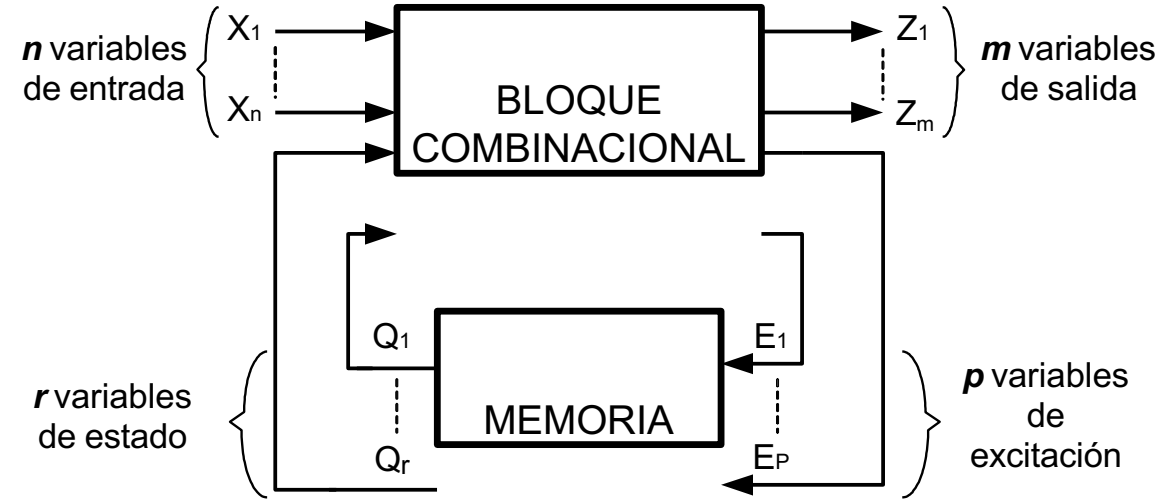 n variables
de entrada
X1
Xn
BLOQUE
COMBINACIONAL
Z1
Zm
m variables
de salida
r variables
de estado
Q1
Qr
MEMORIA
E1
EP
p variables
de
excitación